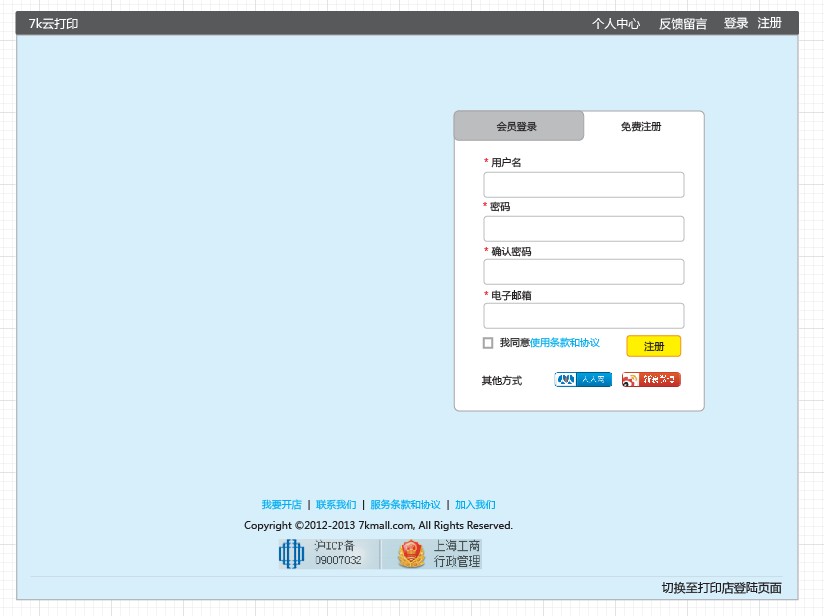 7k云打印 个人中心 反馈留言 登录 注册
会员登录 免费注册
* 用户名
* 密码
* 确认密码
* 电子邮箱
我同意使用条款和协议 注册
其他方式 人人网
我要开店 | 联系我们 | 服务条款和协议 | 加入我们
Copyright ©2012-2013 7kmall.com, All Rights Reserved.
沪ICP备 上海工商
09007032 行政管理
切换至打印店登陆页面